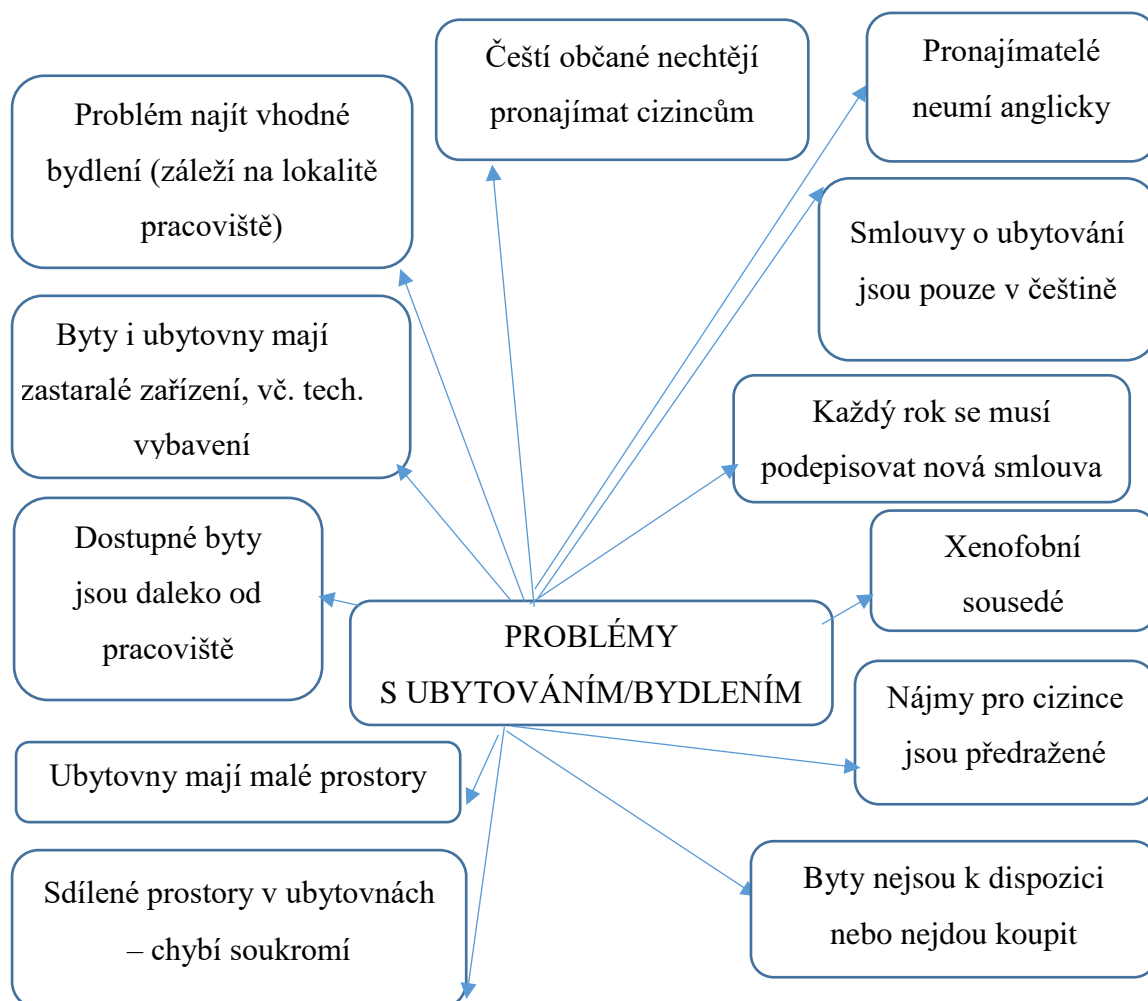 Čeští občané nechtějí
pronajímat cizincům
Pronajímatelé
neumí anglicky
Problém najít vhodné
bydlení (záleží na lokalitě
pracoviště)
Smlouvy o ubytování
jsou pouze v češtině
Byty i ubytovny mají
zastaralé zařízení, vč. tech.
vybavení
Každý rok se musí
podepisovat nová smlouva
Dostupné byty
jsou daleko od
pracoviště
Xenofobní
sousedé
PROBLÉMY
S UBYTOVÁNÍM/BYDLENÍM
Nájmy pro cizince
jsou předražené
Ubytovny mají malé prostory
Sdílené prostory v ubytovnách
– chybí soukromí
Byty nejsou k dispozici
nebo nejdou koupit